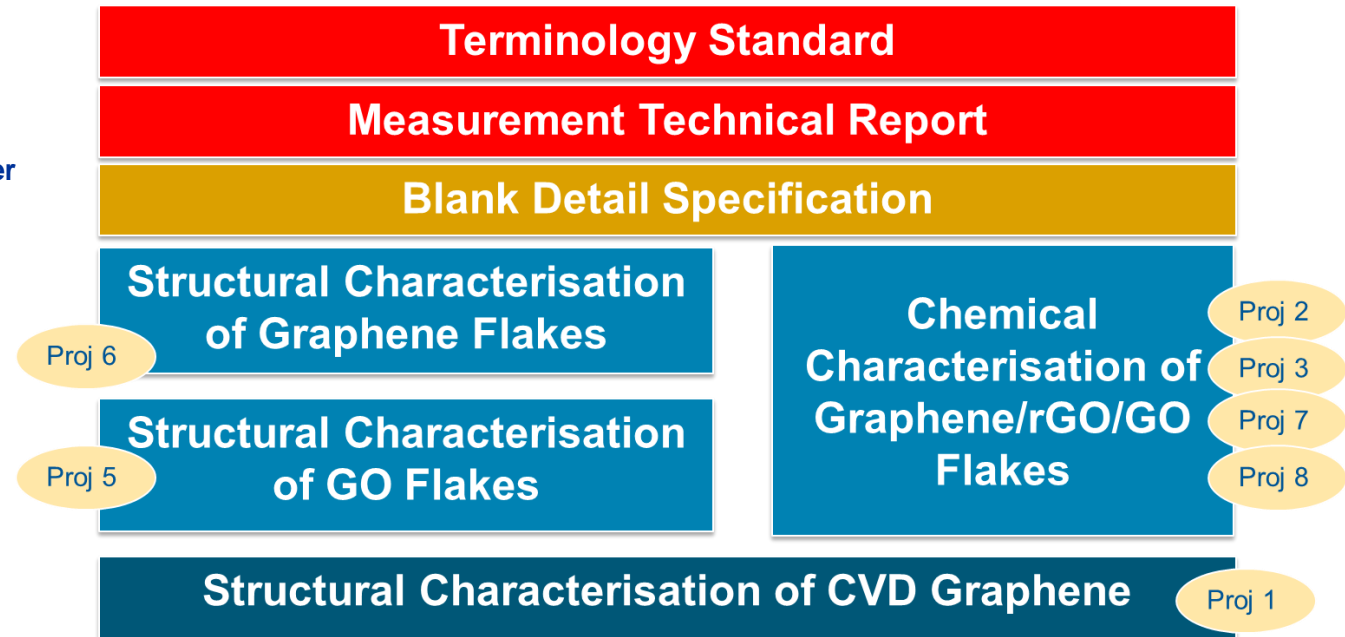 Terminology Standard
Measurement Technical Report
er
Blank Detail Specification
Structural Characterisation
of Graphene Flakes
Proj 6
Structural Characterisation
of GO Flakes
Proj 5
Chemical
Characterisation of
Graphene/rGO/GO
Flakes
Proj 2
Proj 3
Proj 7
Proj 8
Structural Characterisation of CVD Graphene
Proj 1